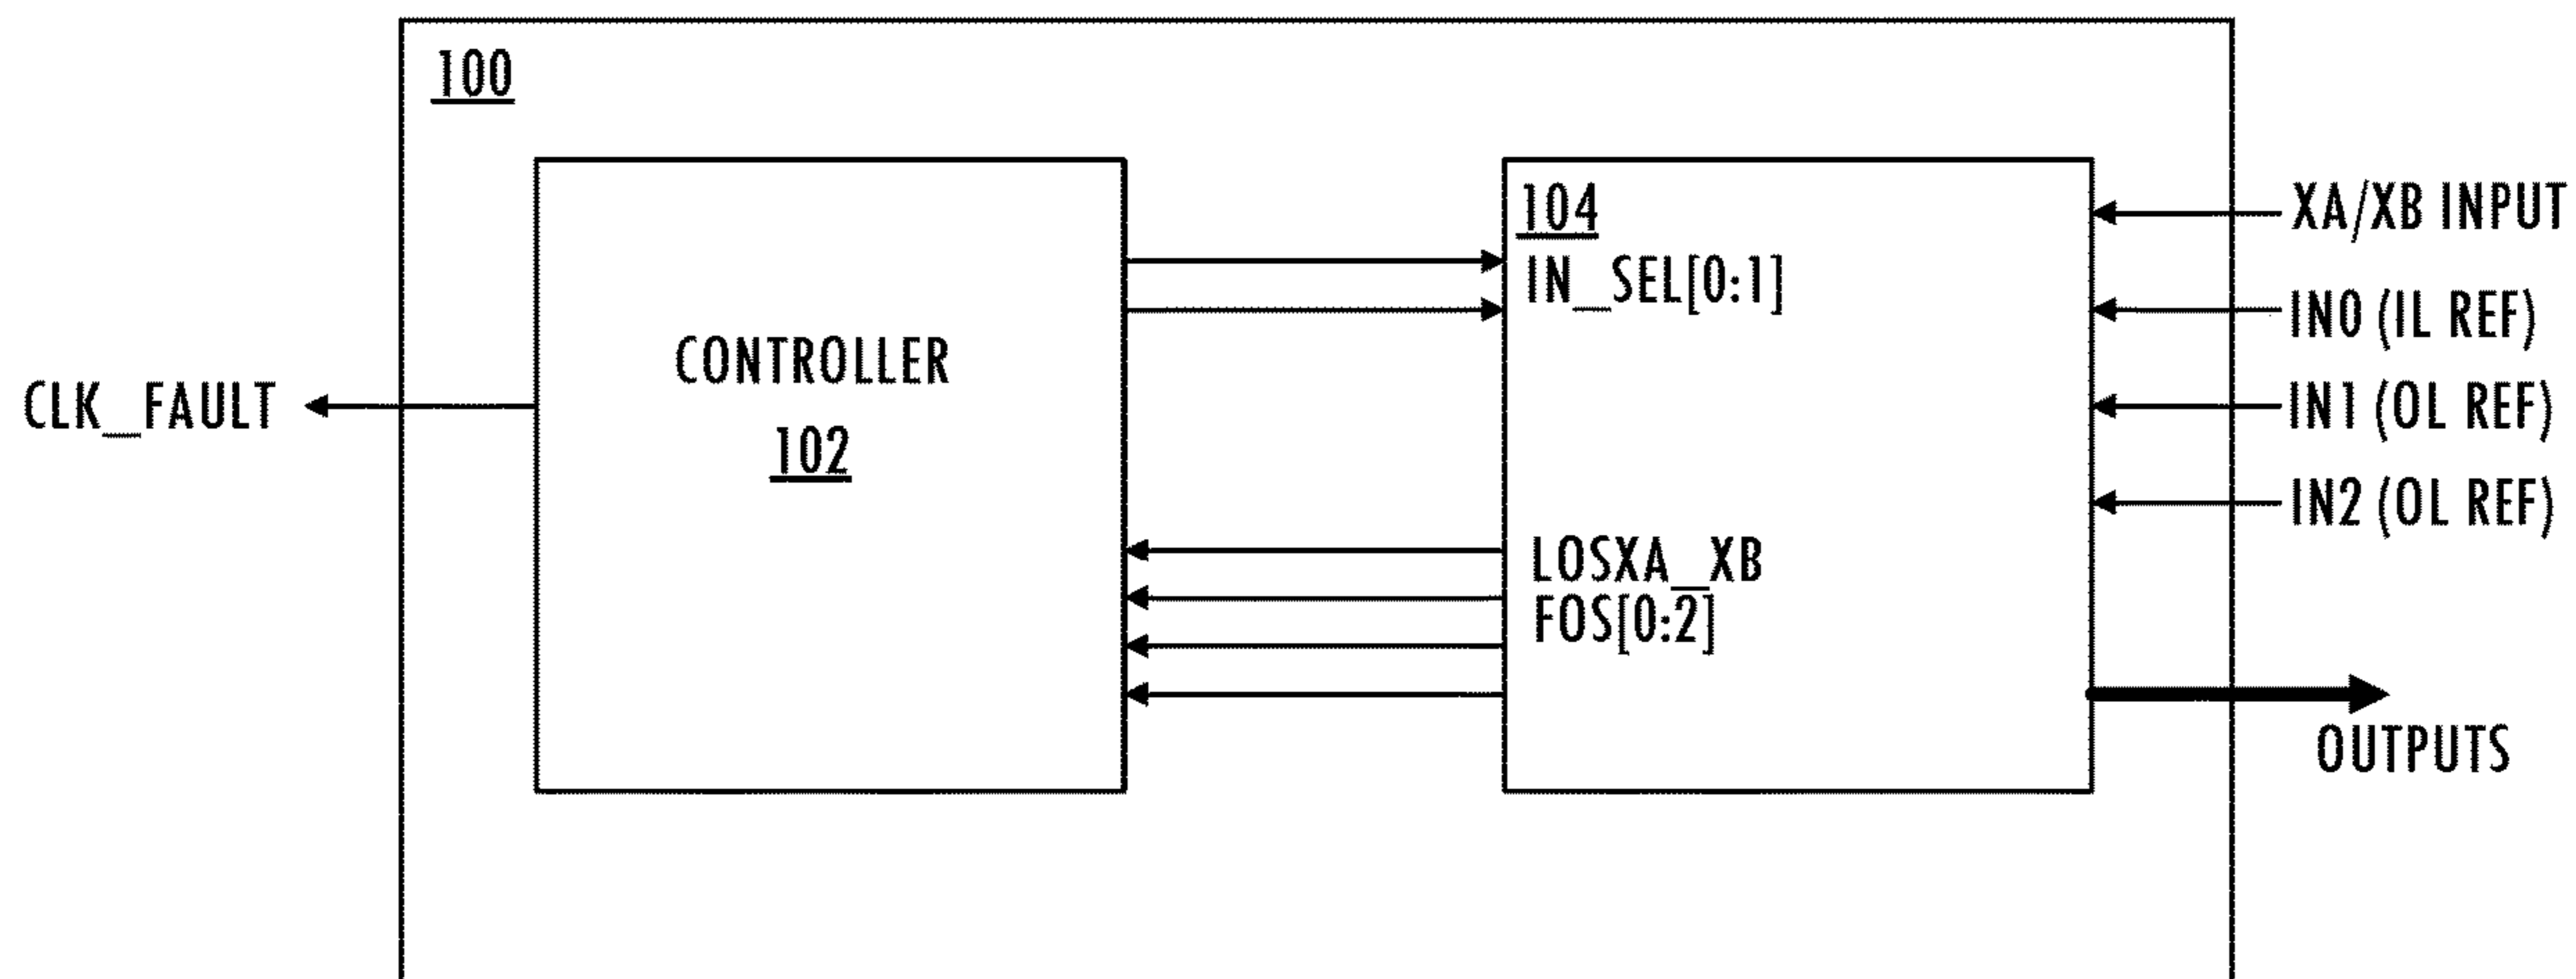 100
104
IN_SEL[0:1]
CONTROLLER
102
CLK_FAULT
LOSXA_XB
FOS[0:2]
XA/XB INPUT
IN0 (IL REF)
IN1 (OL REF)
IN2 (OL REF)
OUTPUTS